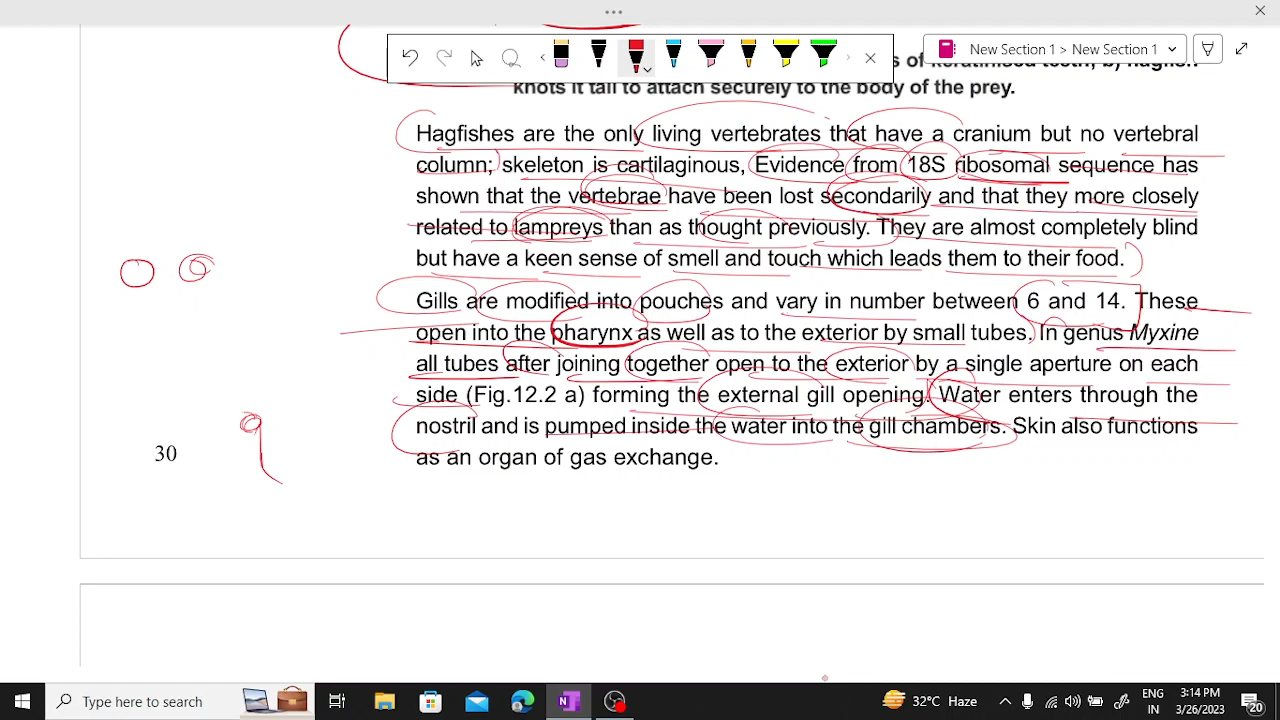 New Section 1 > New Section 1
s of keratinised teeth, b) hagfish
knots it tail to attach securely to the body of the prey.
Hagfishes are the only living vertebrates that have a cranium but no vertebral
column; skeleton is cartilaginous, Evidence from 18S ribosomal sequence has
shown that the vertebrae have been lost secondarily and that they more closely
related to lampreys than as thought previously. They are almost completely blind
but have a keen sense of smell and touch which leads them to their food.
Gills are modified into pouches and vary in number between 6 and 14. These
open into the pharynx as well as to the exterior by small tubes. In genus Myxine
all tubes after joining together open to the exterior by a single aperture on each
side (Fig.12.2 a) forming the external gill opening. Water enters through the
nostril and is pumped inside the water into the gill chambers. Skin also functions
as an organ of gas exchange.
30
Type here to search
32°C Haze
ENG
IN
3:14 PM
3/26/2023
20